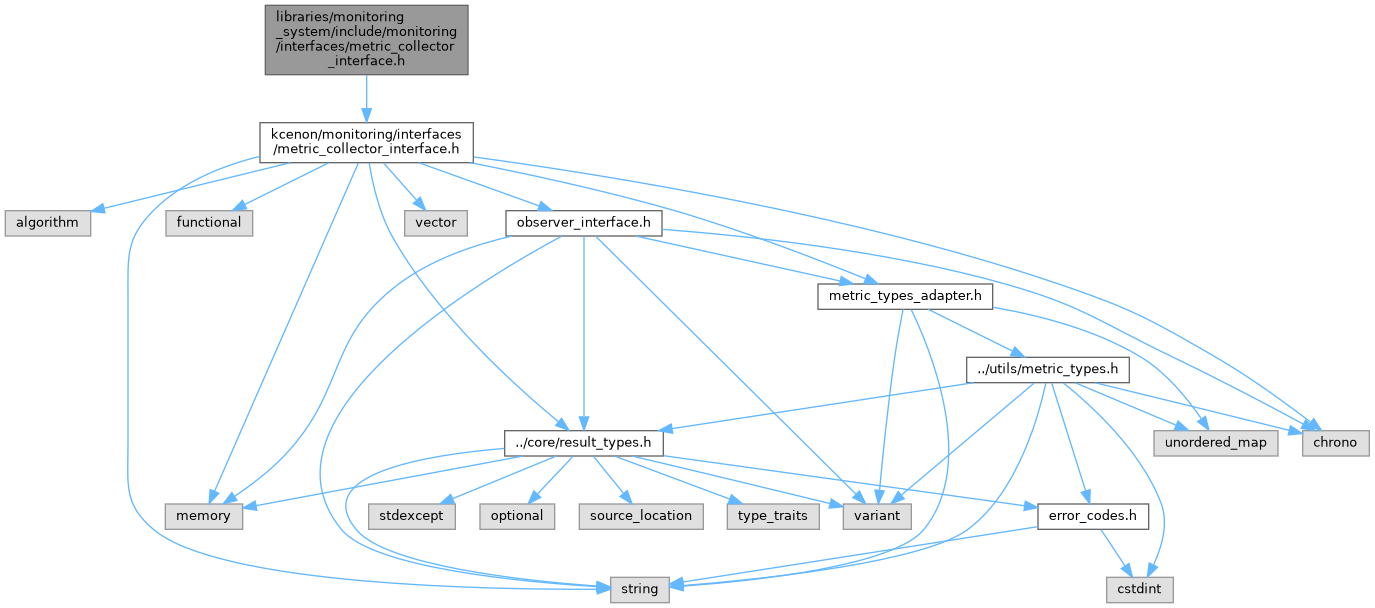 libraries/monitoring
_system/include/monitoring
/interfaces/metric_collector
_interface.h
kcenon/monitoring/interfaces
/metric_collector_interface.h
algorithm
functional
vector
observer_interface.h
metric_types_adapter.h
../utils/metric_types.h
../core/result_types.h
unordered_map
chrono
memory
stdexcept
optional
source_location
type_traits
variant
error_codes.h
string
cstdint